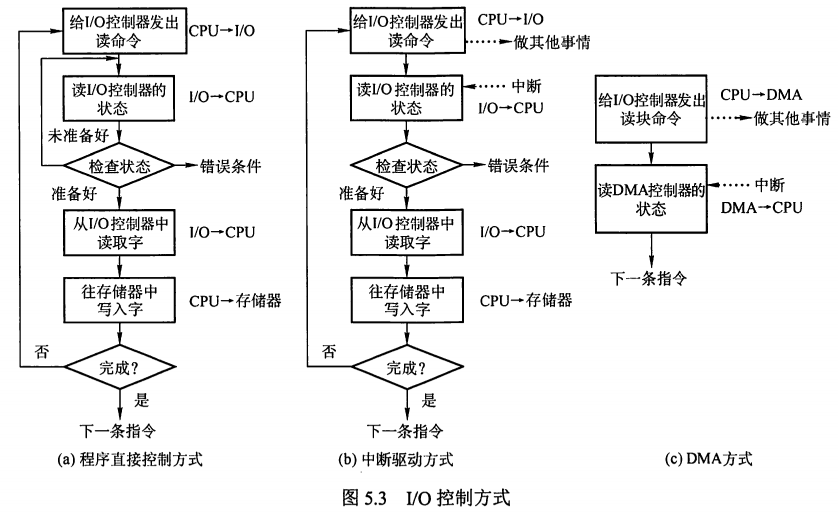 给I/O控制器发出
读命令
CPU→I/O
读I/O控制器的
状态
I/O→CPU
未准备好
检查状态
错误条件
准备好
从I/O控制器中
读取字
I/O→CPU
往存储器中
写入字
CPU→存储器
否
完成?
是
下一条指令
(a) 程序直接控制方式
给I/O控制器发出
读命令
CPU→I/O
做其他事情
读I/O控制器的
状态
中断
I/O→CPU
检查状态
错误条件
准备好
从I/O控制器中
读取字
I/O→CPU
往存储器中
写入字
CPU→存储器
否
完成?
是
下一条指令
(b) 中断驱动方式
给I/O控制器发出
读块命令
CPU→DMA
做其他事情
读DMA控制器的
状态
中断
DMA→CPU
下一条指令
(c) DMA方式
图 5.3 I/O 控制方式